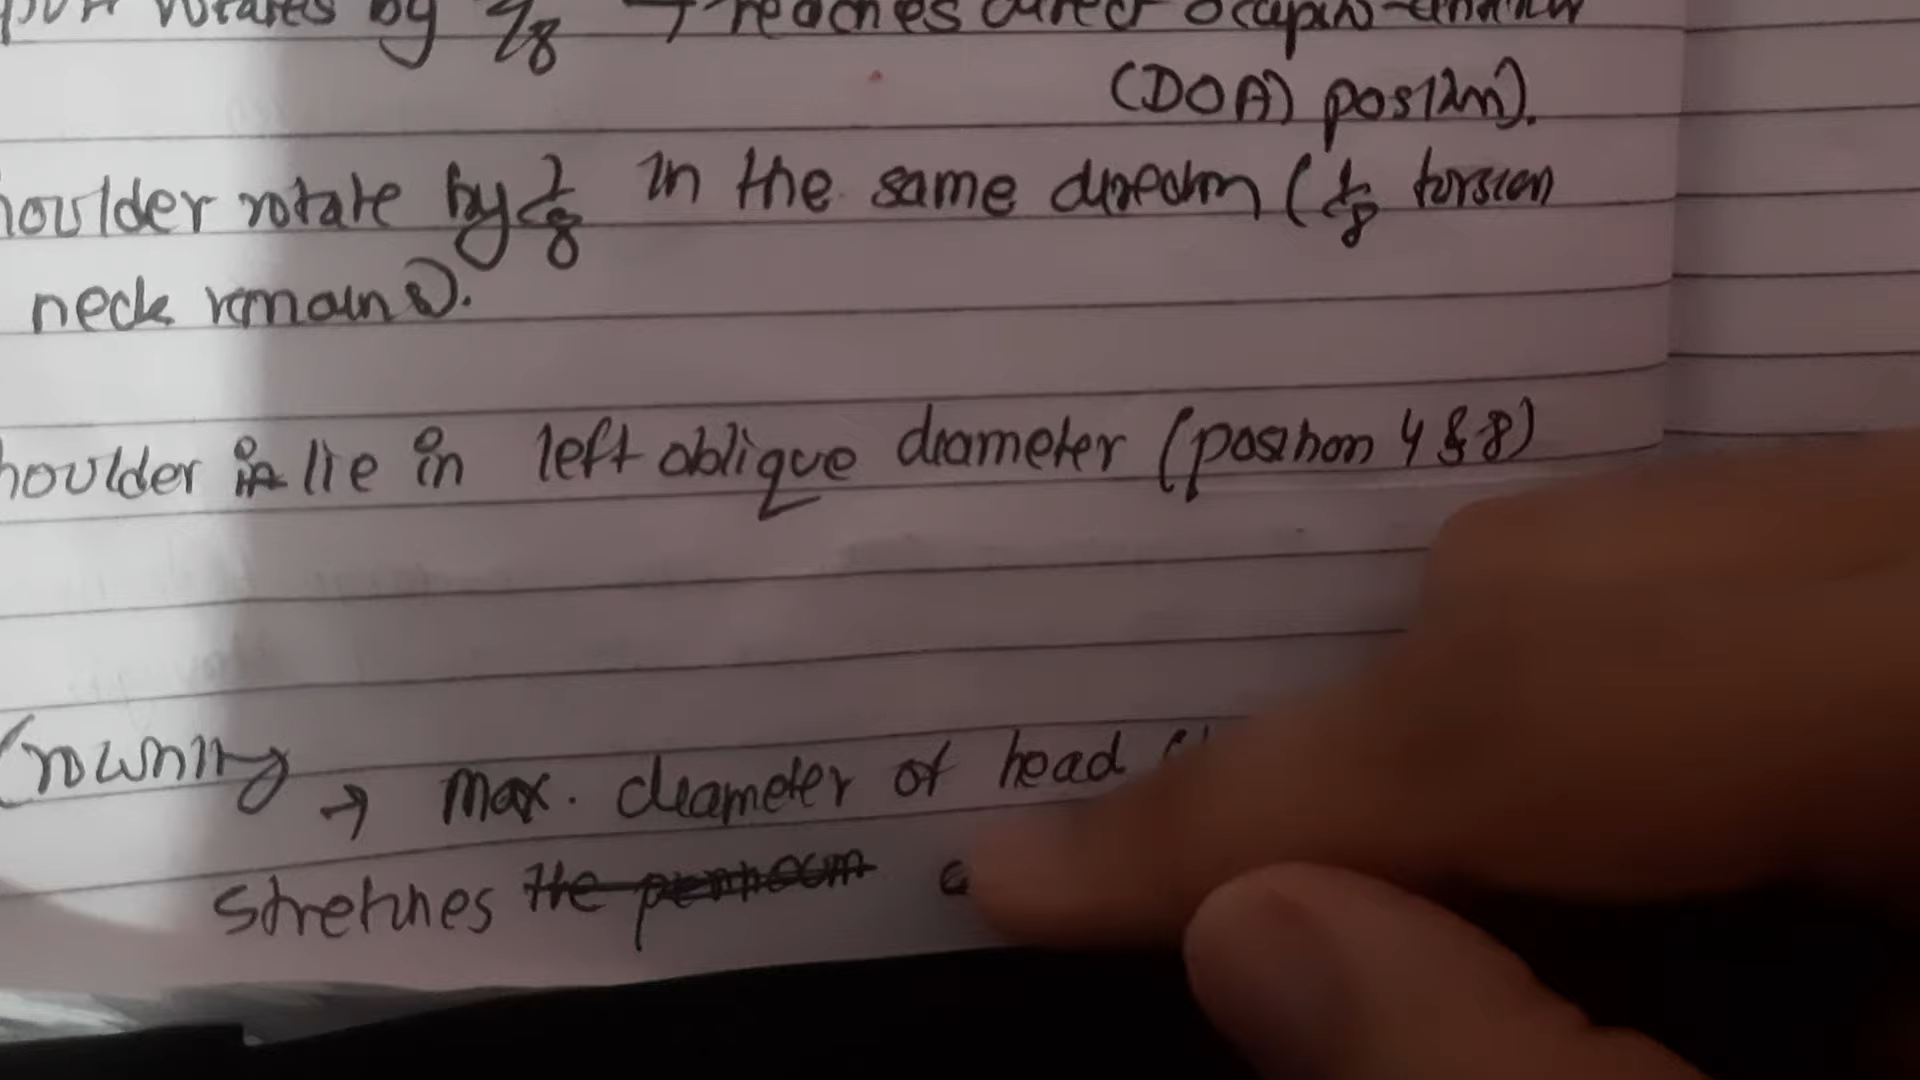 rotates by 2/8 → reaches direct occipito-anterior
(DOA) position).
houlder rotate by 1/8 in the same direction (1/8 torsion
neck remains).
houlder in lie in left oblique diameter (position 4 & 8)
Crowning → max. diameter of head
stretches the perineum